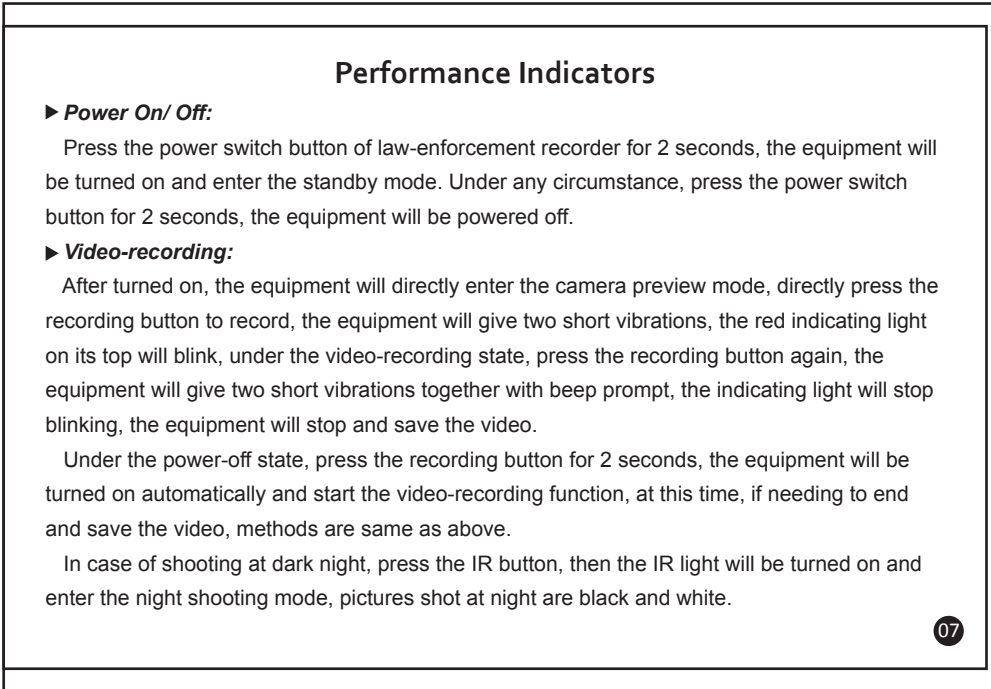 Performance Indicators
▶ Power On/ Off:
Press the power switch button of law-enforcement recorder for 2 seconds, the equipment will
be turned on and enter the standby mode. Under any circumstance, press the power switch
button for 2 seconds, the equipment will be powered off.
▶ Video-recording:
After turned on, the equipment will directly enter the camera preview mode, directly press the
recording button to record, the equipment will give two short vibrations, the red indicating light
on its top will blink, under the video-recording state, press the recording button again, the
equipment will give two short vibrations together with beep prompt, the indicating light will stop
blinking, the equipment will stop and save the video.
Under the power-off state, press the recording button for 2 seconds, the equipment will be
turned on automatically and start the video-recording function, at this time, if needing to end
and save the video, methods are same as above.
In case of shooting at dark night, press the IR button, then the IR light will be turned on and
enter the night shooting mode, pictures shot at night are black and white.
07